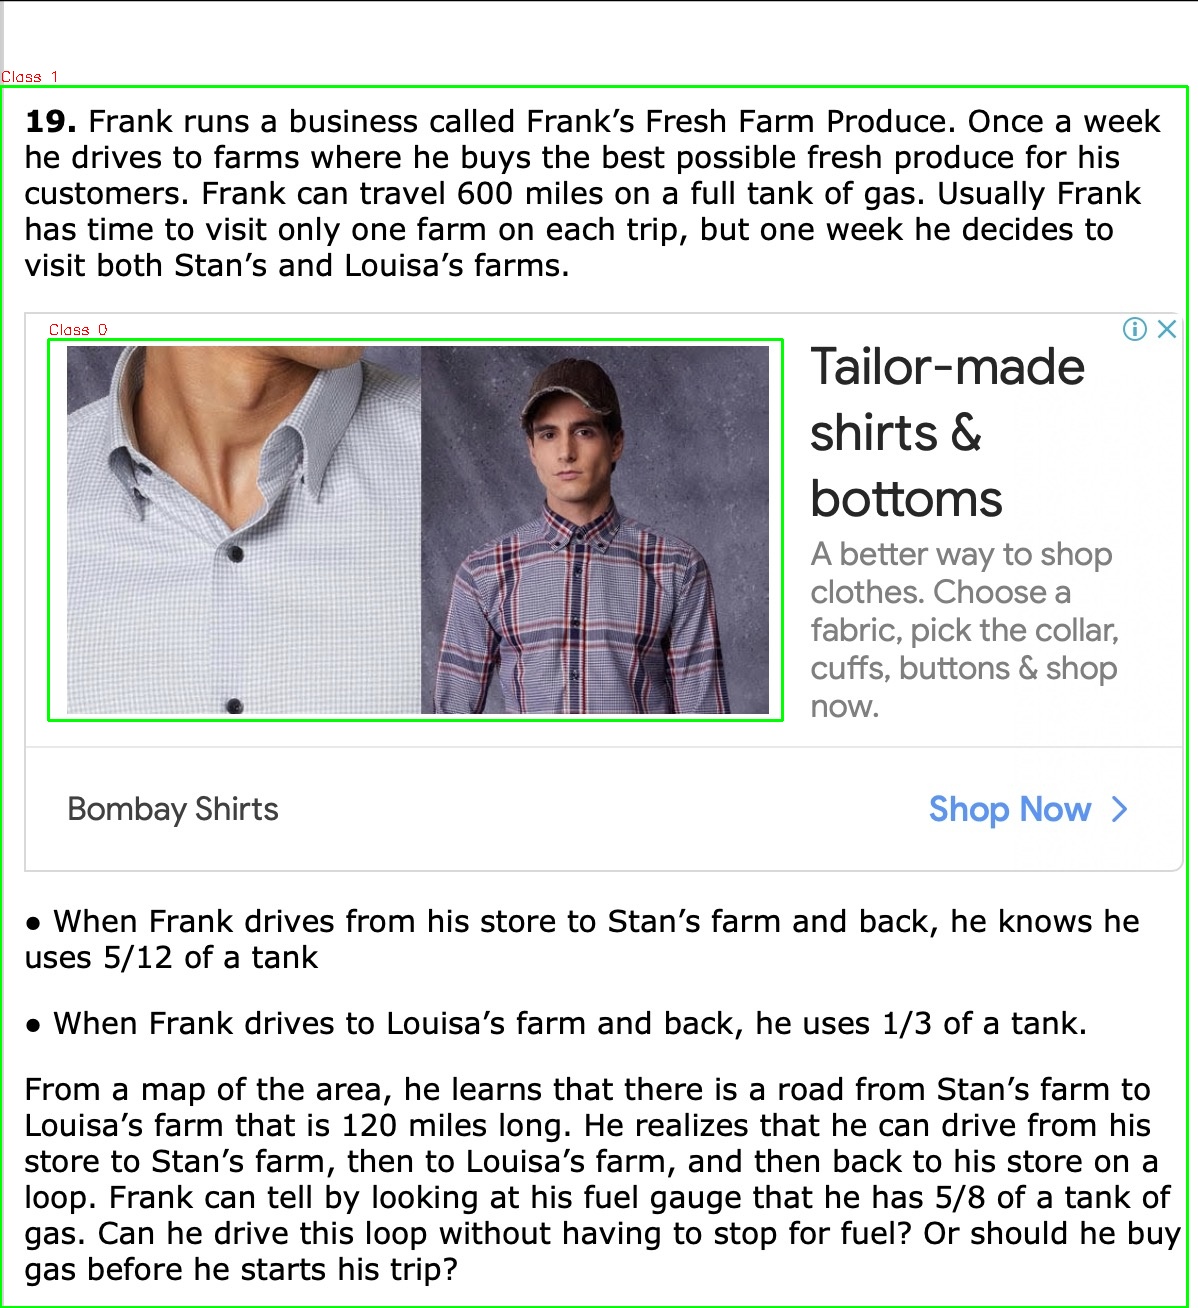 Class 1
19. Frank runs a business called Frank’s Fresh Farm Produce. Once a week
he drives to farms where he buys the best possible fresh produce for his
customers. Frank can travel 600 miles on a full tank of gas. Usually Frank
has time to visit only one farm on each trip, but one week he decides to
visit both Stan’s and Louisa’s farms.
Class 0
Tailor-made
shirts &
bottoms
A better way to shop
clothes. Choose a
fabric, pick the collar,
cuffs, buttons & shop
now.
Bombay Shirts
Shop Now
● When Frank drives from his store to Stan’s farm and back, he knows he
uses 5/12 of a tank
● When Frank drives to Louisa’s farm and back, he uses 1/3 of a tank.
From a map of the area, he learns that there is a road from Stan’s farm to
Louisa’s farm that is 120 miles long. He realizes that he can drive from his
store to Stan’s farm, then to Louisa’s farm, and then back to his store on a
loop. Frank can tell by looking at his fuel gauge that he has 5/8 of a tank of
gas. Can he drive this loop without having to stop for fuel? Or should he buy
gas before he starts his trip?